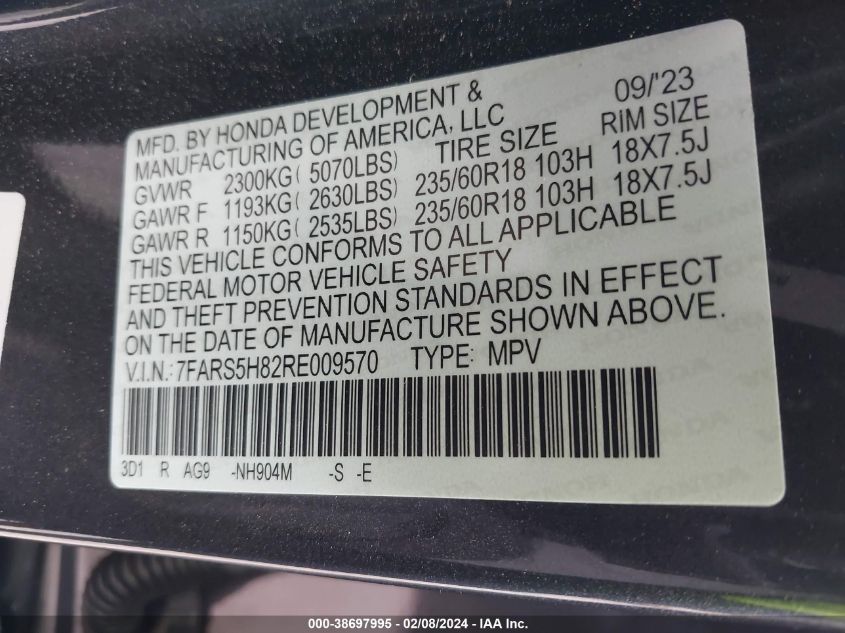 09/'23
MFD. BY HONDA DEVELOPMENT &
MANUFACTURING OF AMERICA, LLC
TIRE SIZE RIM SIZE
GVWR 2300KG( 5070LBS)
GAWR F 1193KG( 2630LBS) 235/60R18 103H 18X7.5J
GAWR R 1150KG( 2535LBS) 235/60R18 103H 18X7.5J
THIS VEHICLE CONFORMS TO ALL APPLICABLE
FEDERAL MOTOR VEHICLE SAFETY
AND THEFT PREVENTION STANDARDS IN EFFECT
ON THE DATE OF MANUFACTURE SHOWN ABOVE.
V.I.N.: 7FARS5H82RE009570 TYPE: MPV
3D1 R AG9 -NH904M -S -E
000-38697995 - 02/08/2024 - IAA Inc.